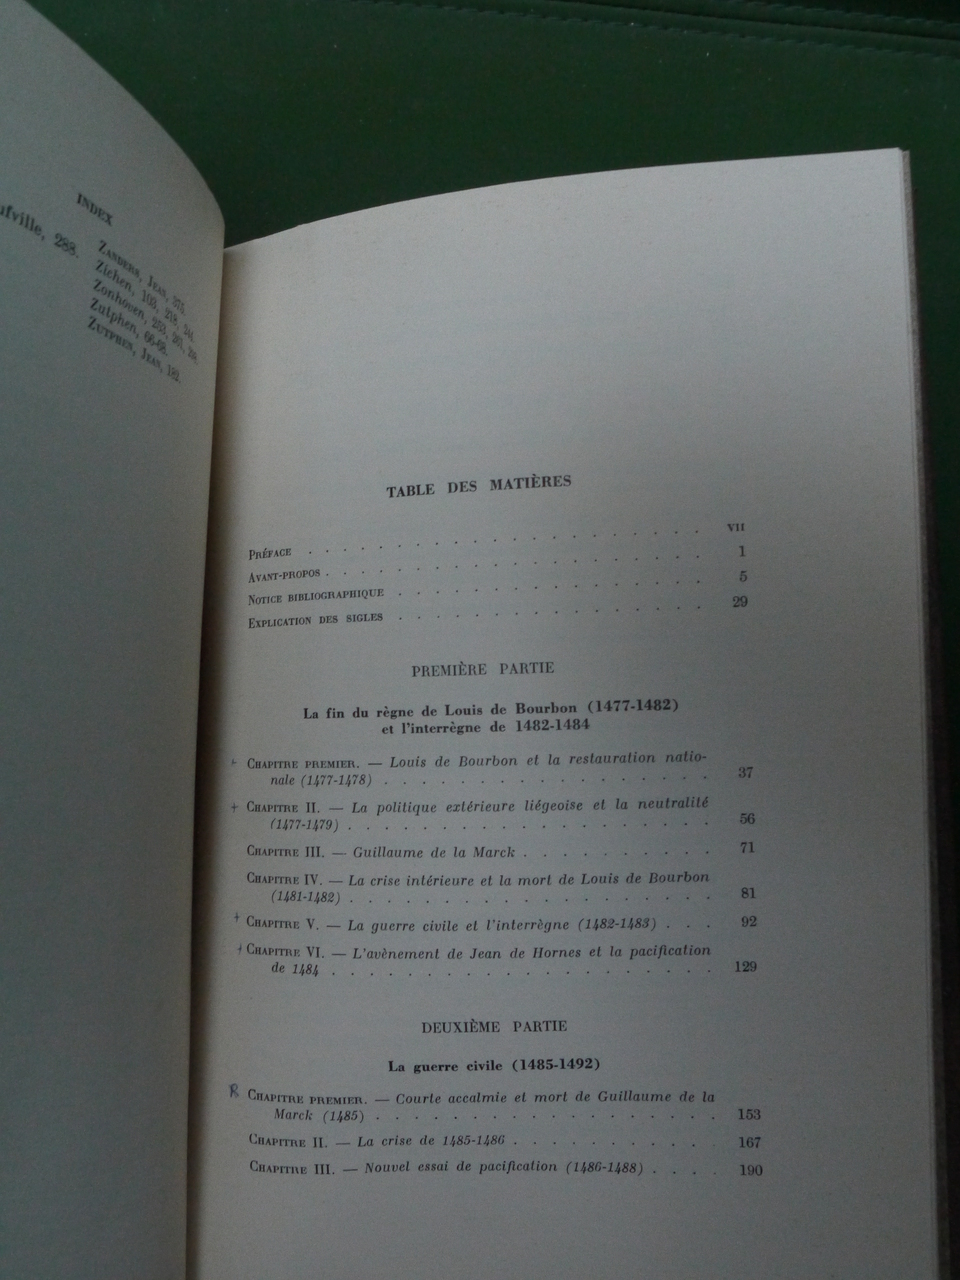 INDEX
ufville, 288.
ZANDERS, JEAN, 375.
Zichen, 103, 218, 244.
Zonhoven, 253, 261,
Zutphen, 66-68.
ZUTPHEN, JEAN, 182.
TABLE DES MATIÈRES
PRÉFACE . . . . . . . . . . . . . . . . . . VII
AVANT-PROPOS . . . . . . . . . . . . . . . . . 1
NOTICE BIBLIOGRAPHIQUE . . . . . . . . . . . . . . 5
EXPLICATION DES SIGLES . . . . . . . . . . . . . . 29
PREMIÈRE PARTIE
La fin du règne de Louis de Bourbon (1477-1482)
et l'interrègne de 1482-1484
CHAPITRE PREMIER. — Louis de Bourbon et la restauration natio-
nale (1477-1478) . . . . . . . . . . . . . . . . 37
+ CHAPITRE II. — La politique extérieure liégeoise et la neutralité
(1477-1479) . . . . . . . . . . . . . . . . . 56
CHAPITRE III. — Guillaume de la Marck . . . . . . . . . . 71
CHAPITRE IV. — La crise intérieure et la mort de Louis de Bourbon
(1481-1482) . . . . . . . . . . . . . . . . . 81
+ CHAPITRE V. — La guerre civile et l'interrègne (1482-1483) . . . 92
+ CHAPITRE VI. — L'avènement de Jean de Hornes et la pacification
de 1484 . . . . . . . . . . . . . . . . . . 129
DEUXIÈME PARTIE
La guerre civile (1485-1492)
R CHAPITRE PREMIER. — Courte accalmie et mort de Guillaume de la
Marck (1485) . . . . . . . . . . . . . . . . 153
CHAPITRE II. — La crise de 1485-1486 . . . . . . . . . . 167
CHAPITRE III. — Nouvel essai de pacification (1486-1488) . . . . 190